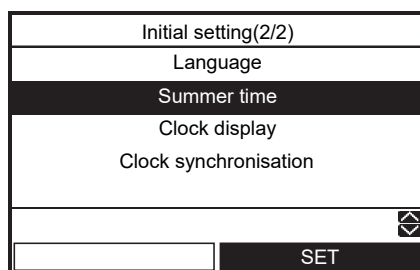 Initial setting(2/2)
Language
Summer time
Clock display
Clock synchronisation
SET